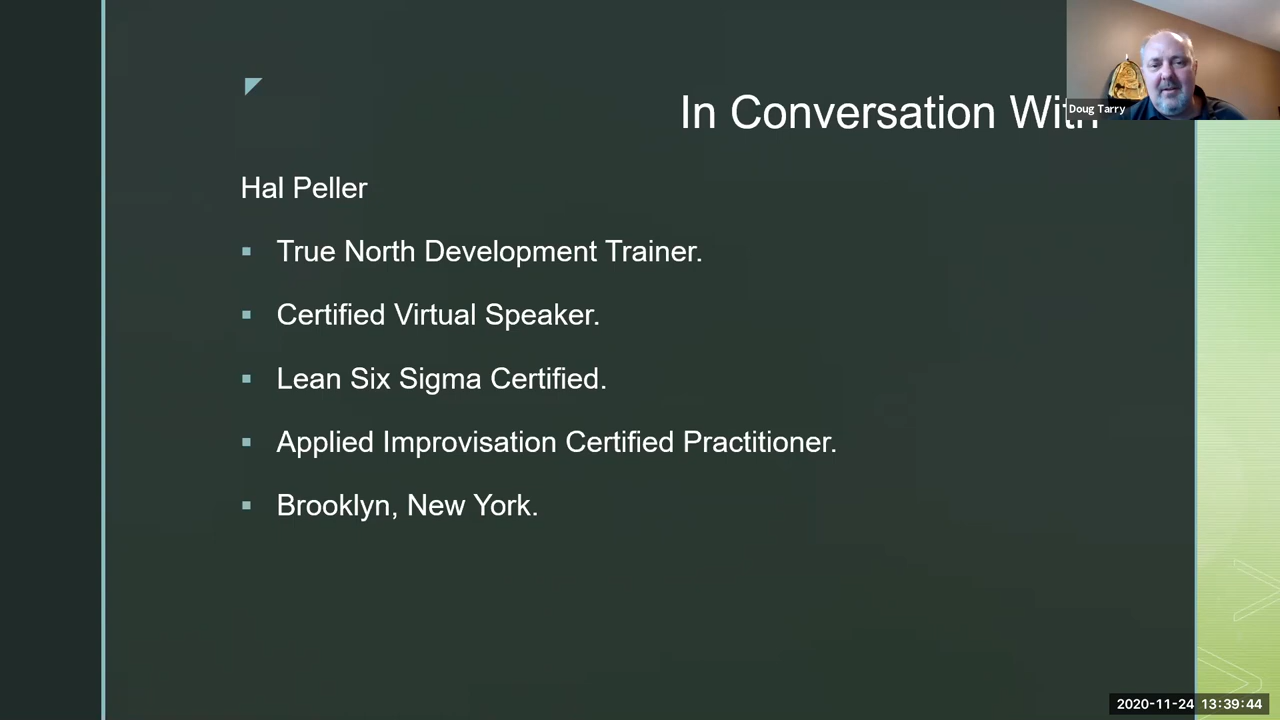 In Conversation With
Doug Tarry
Hal Peller
True North Development Trainer.
Certified Virtual Speaker.
Lean Six Sigma Certified.
Applied Improvisation Certified Practitioner.
Brooklyn, New York.
2020-11-24 13:39:44